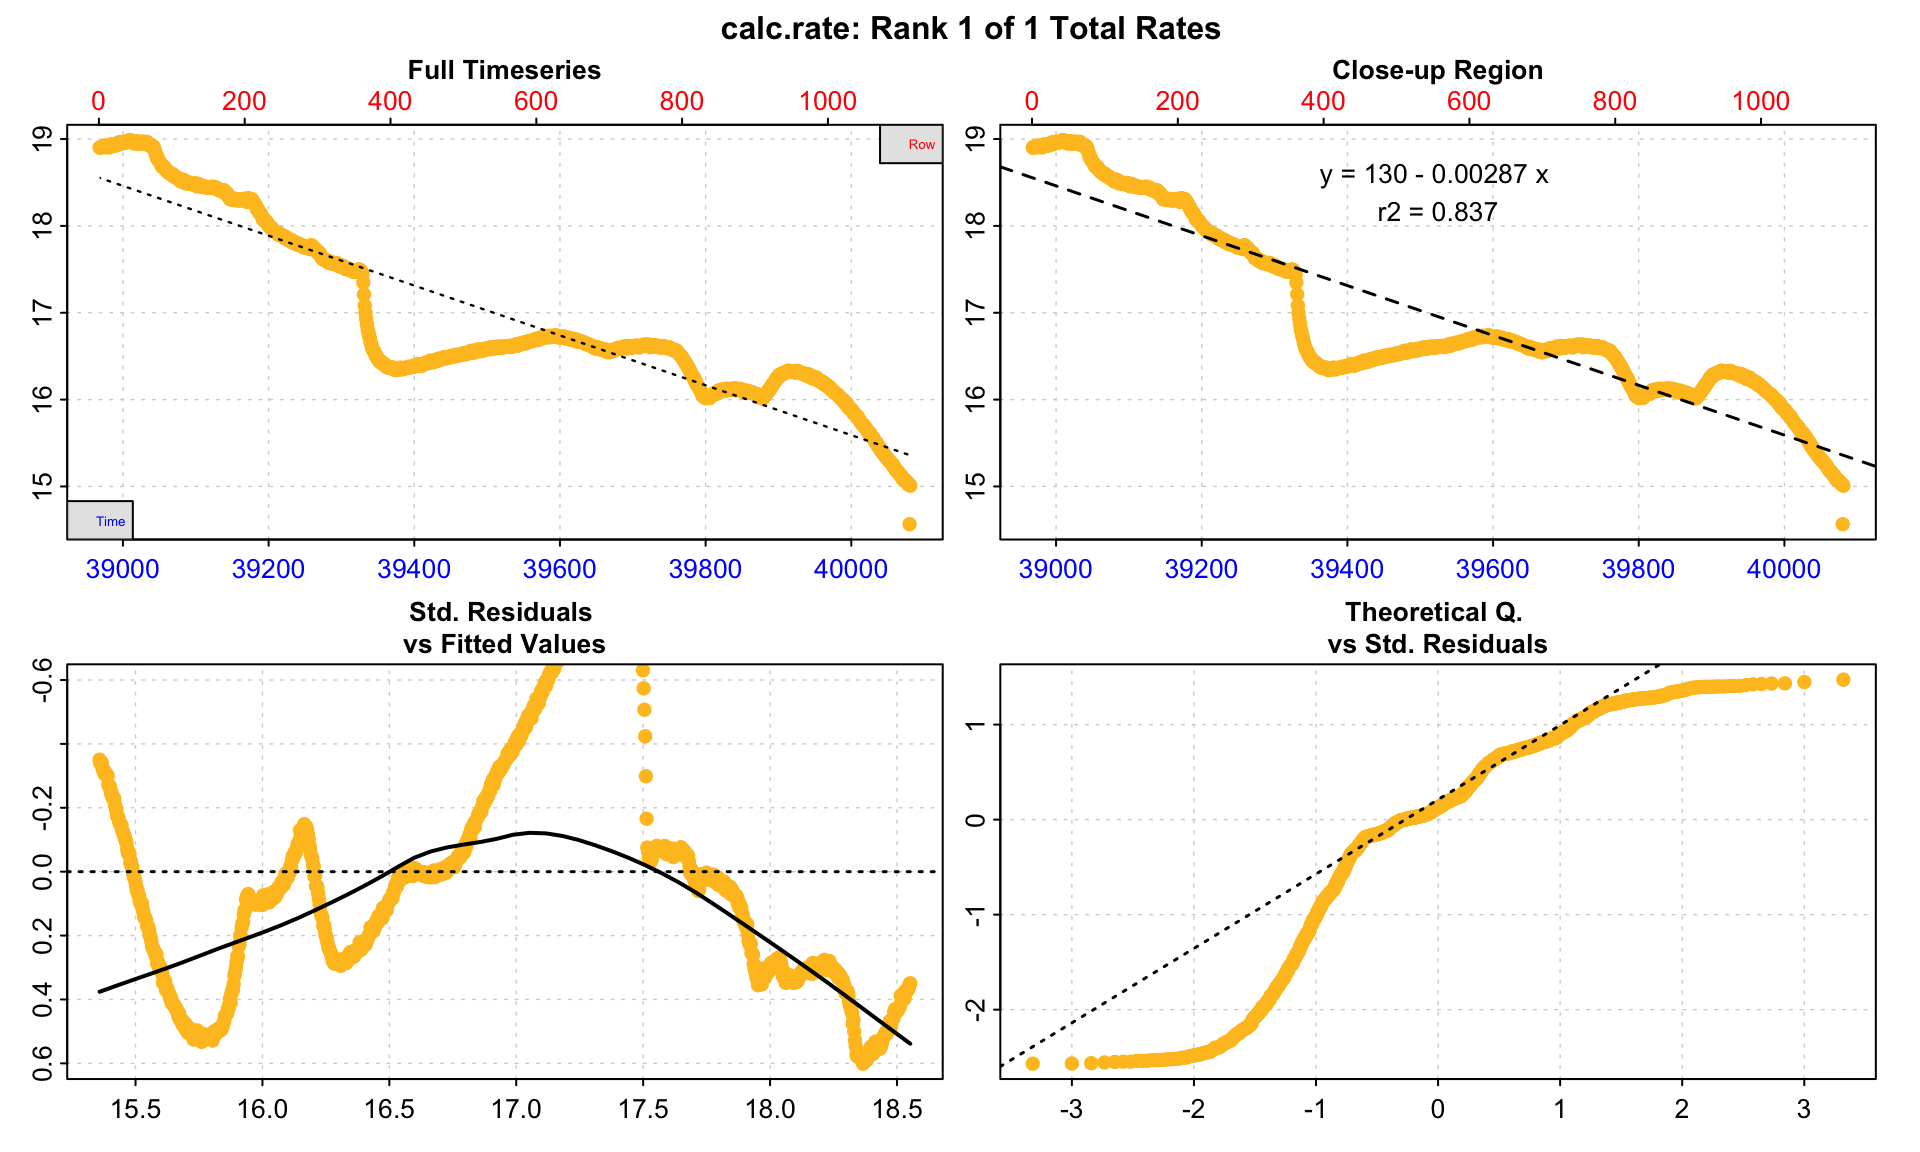 calc.rate: Rank 1 of 1 Total Rates
Full Timeseries
0 200 400 600 800 1000
Row
19
18
17
16
15
Time
39000 39200 39400 39600 39800 40000
Close-up Region
0 200 400 600 800 1000
y = 130 - 0.00287 x
r2 = 0.837
19
18
17
16
15
39000 39200 39400 39600 39800 40000
Std. Residuals
vs Fitted Values
-0.6
-0.2
0.0
0.2
0.4
0.6
15.5 16.0 16.5 17.0 17.5 18.0 18.5
Theoretical Q.
vs Std. Residuals
1
0
-1
-2
-3 -2 -1 0 1 2 3